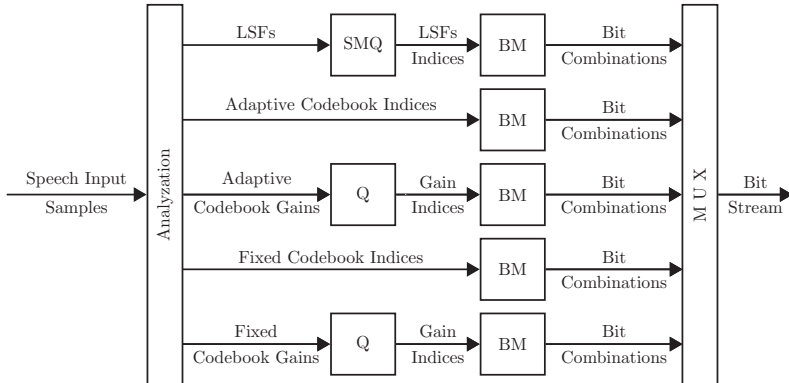 LSFs
SMQ
LSFs
Indices
BM
Bit
Combinations
Adaptive Codebook Indices
BM
Bit
Combinations
Speech Input
Samples
Analyzation
Adaptive
Codebook Gains
Q
Gain
Indices
BM
Bit
Combinations
M U X
Bit
Stream
Fixed Codebook Indices
BM
Bit
Combinations
Fixed
Codebook Gains
Q
Gain
Indices
BM
Bit
Combinations